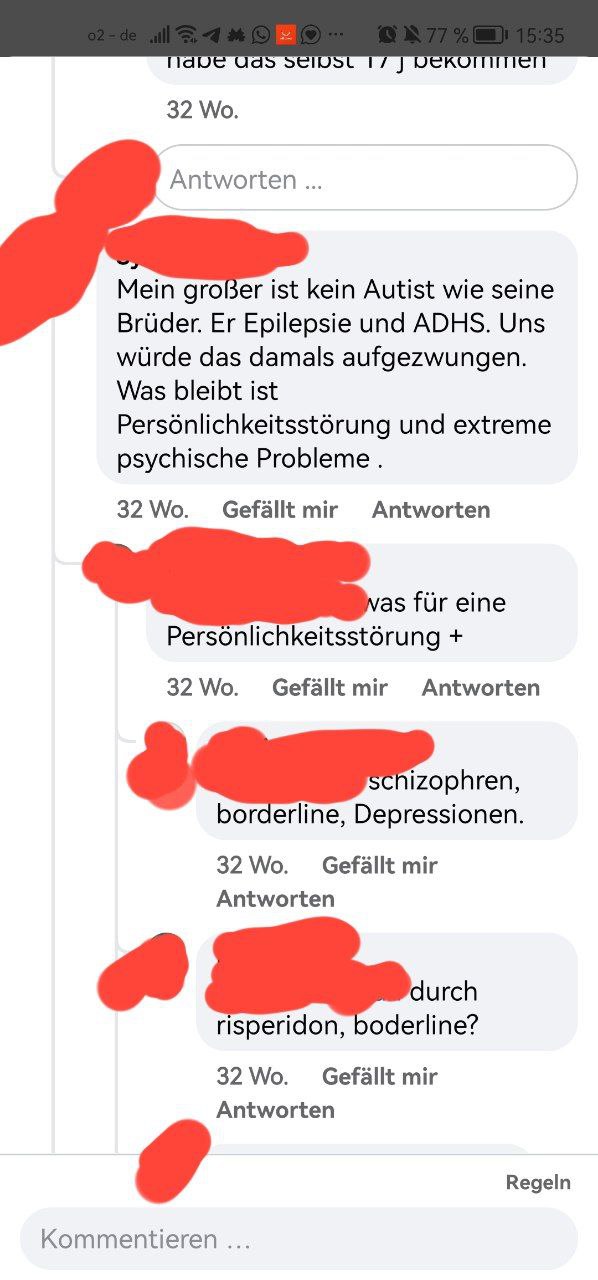 o2 - de ... 77 % 15:35
habe das selbst 17 j bekommen
32 Wo.
Antworten ...
Mein großer ist kein Autist wie seine
Brüder. Er Epilepsie und ADHS. Uns
würde das damals aufgezwungen.
Was bleibt ist
Persönlichkeitsstörung und extreme
psychische Probleme .
32 Wo. Gefällt mir Antworten
was für eine
Persönlichkeitsstörung +
32 Wo. Gefällt mir Antworten
schizophren,
borderline, Depressionen.
32 Wo. Gefällt mir
Antworten
durch
risperidon, boderline?
32 Wo. Gefällt mir
Antworten
Regeln
Kommentieren ...